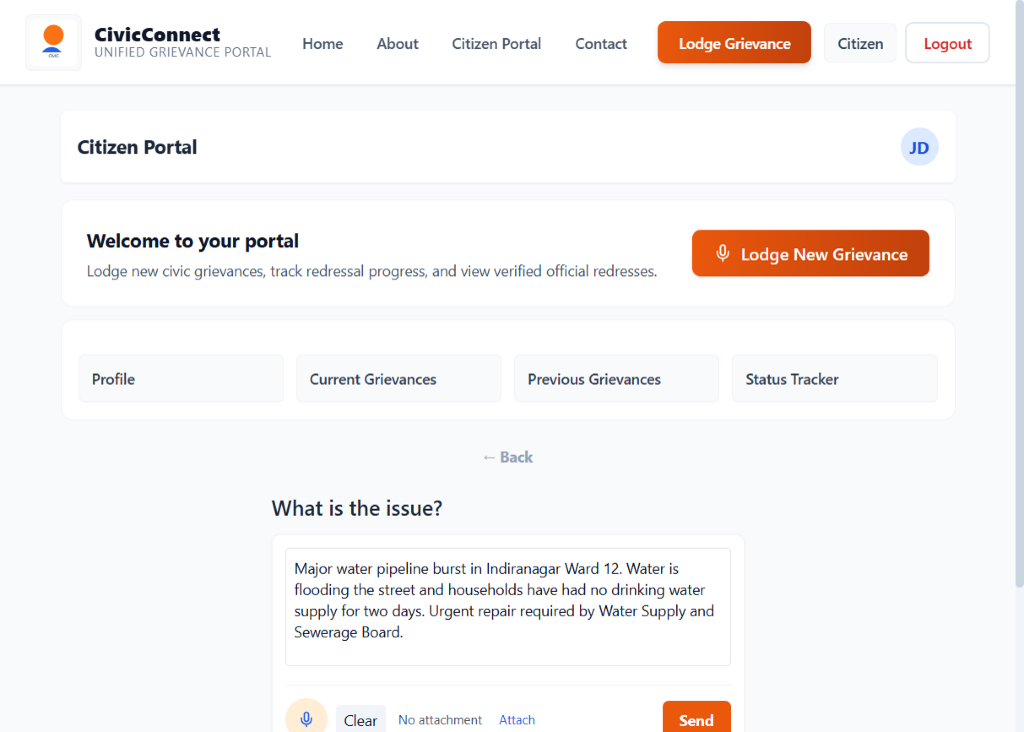 CivicConnect
UNIFIED GRIEVANCE PORTAL
Home
About
Citizen Portal
Contact
Lodge Grievance
Citizen
Logout
Citizen Portal
JD
Welcome to your portal
Lodge new civic grievances, track redressal progress, and view verified official redresses.
Lodge New Grievance
Profile
Current Grievances
Previous Grievances
Status Tracker
← Back
What is the issue?
Major water pipeline burst in Indiranagar Ward 12. Water is
flooding the street and households have had no drinking water
supply for two days. Urgent repair required by Water Supply and
Sewerage Board.
Clear
No attachment
Attach
Send